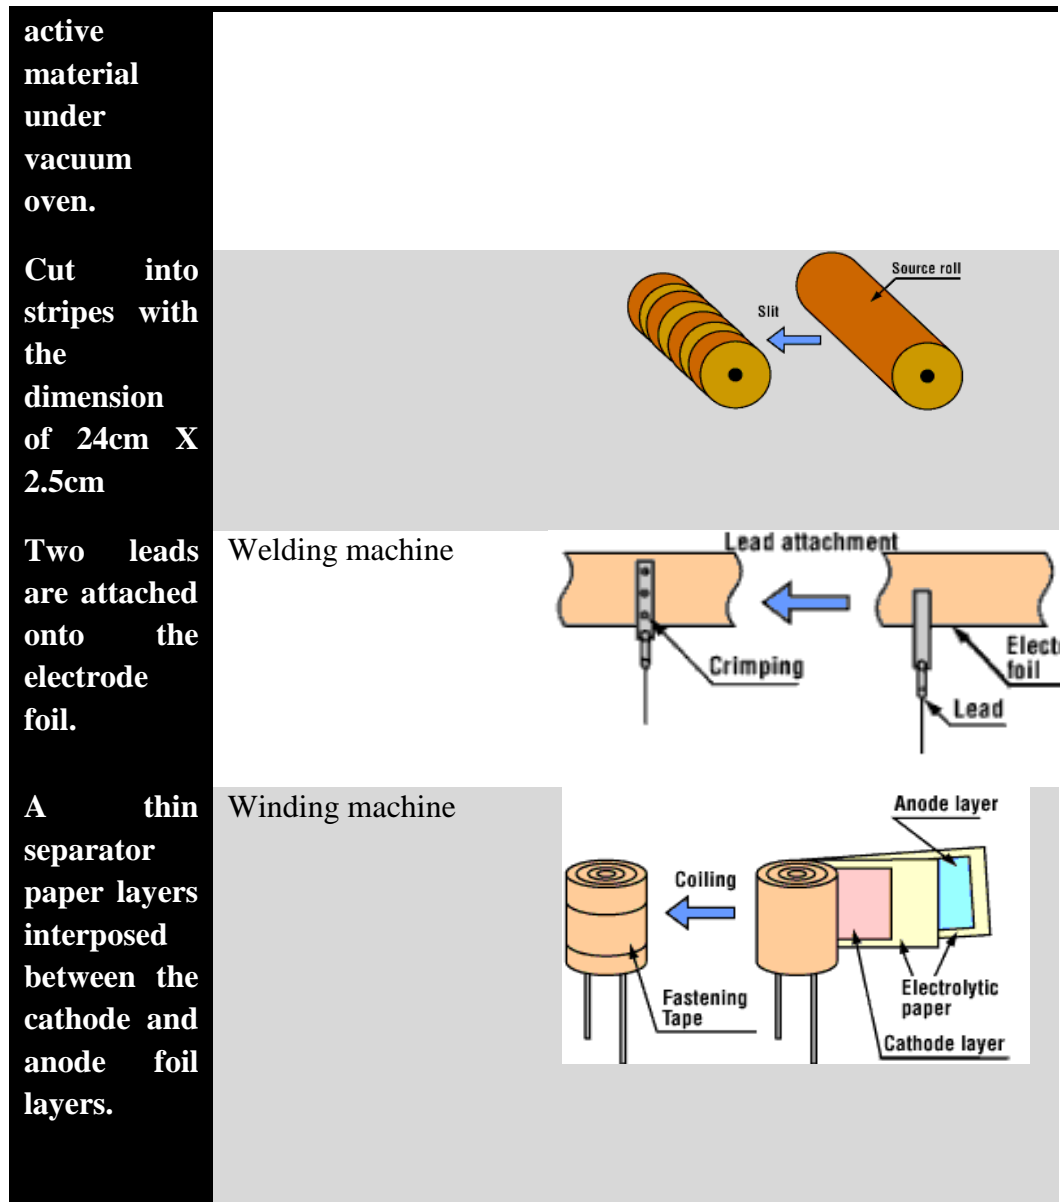 active
material
under
vacuum
oven.
Cut into
stripes with
the
dimension
of 24cm X
2.5cm
Source roll
Slit
Two leads
are attached
onto the
electrode
foil.
Welding machine
Lead attachment
Crimping
Electr
foil
Lead
A thin
separator
paper layers
interposed
between the
cathode and
anode foil
layers.
Winding machine
Anode layer
Coiling
Fastening
Tape
Electrolytic
paper
Cathode layer